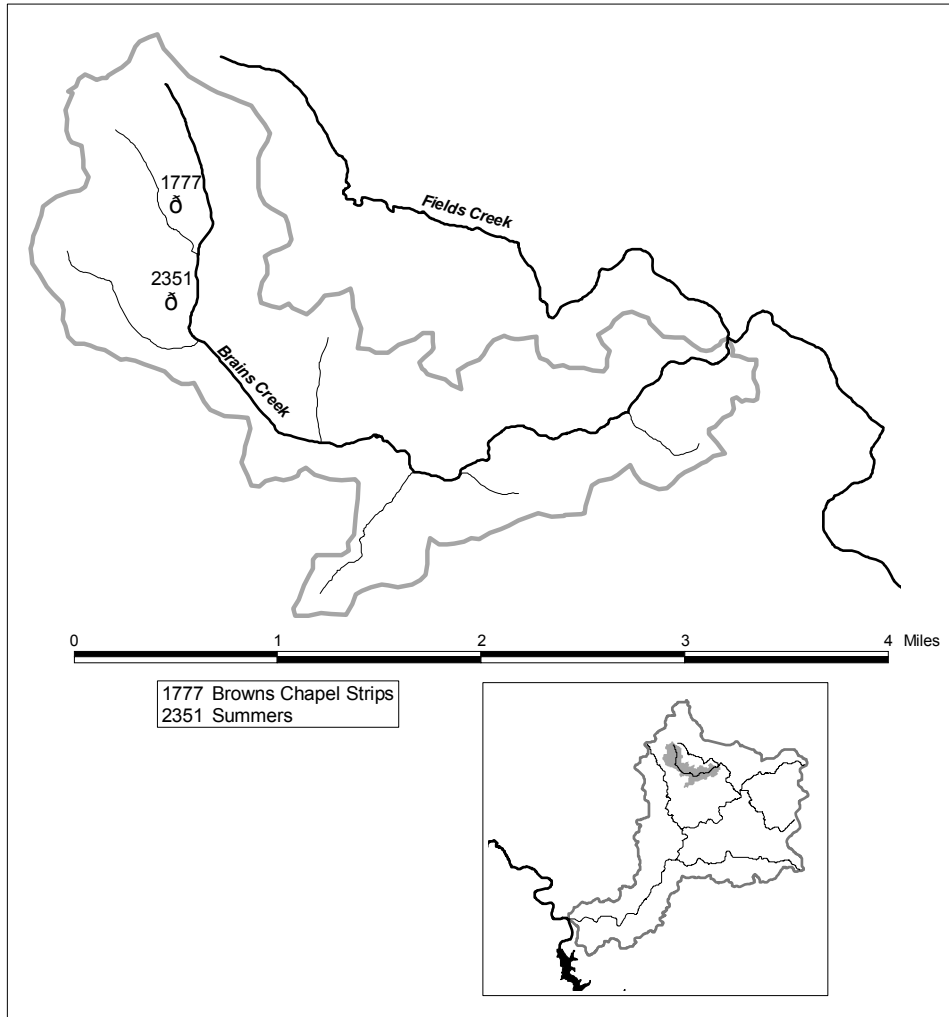 1777
ð
2351
ð
Fields Creek
Brains Creek
0 1 2 3 4 Miles
1777 Browns Chapel Strips
2351 Summers